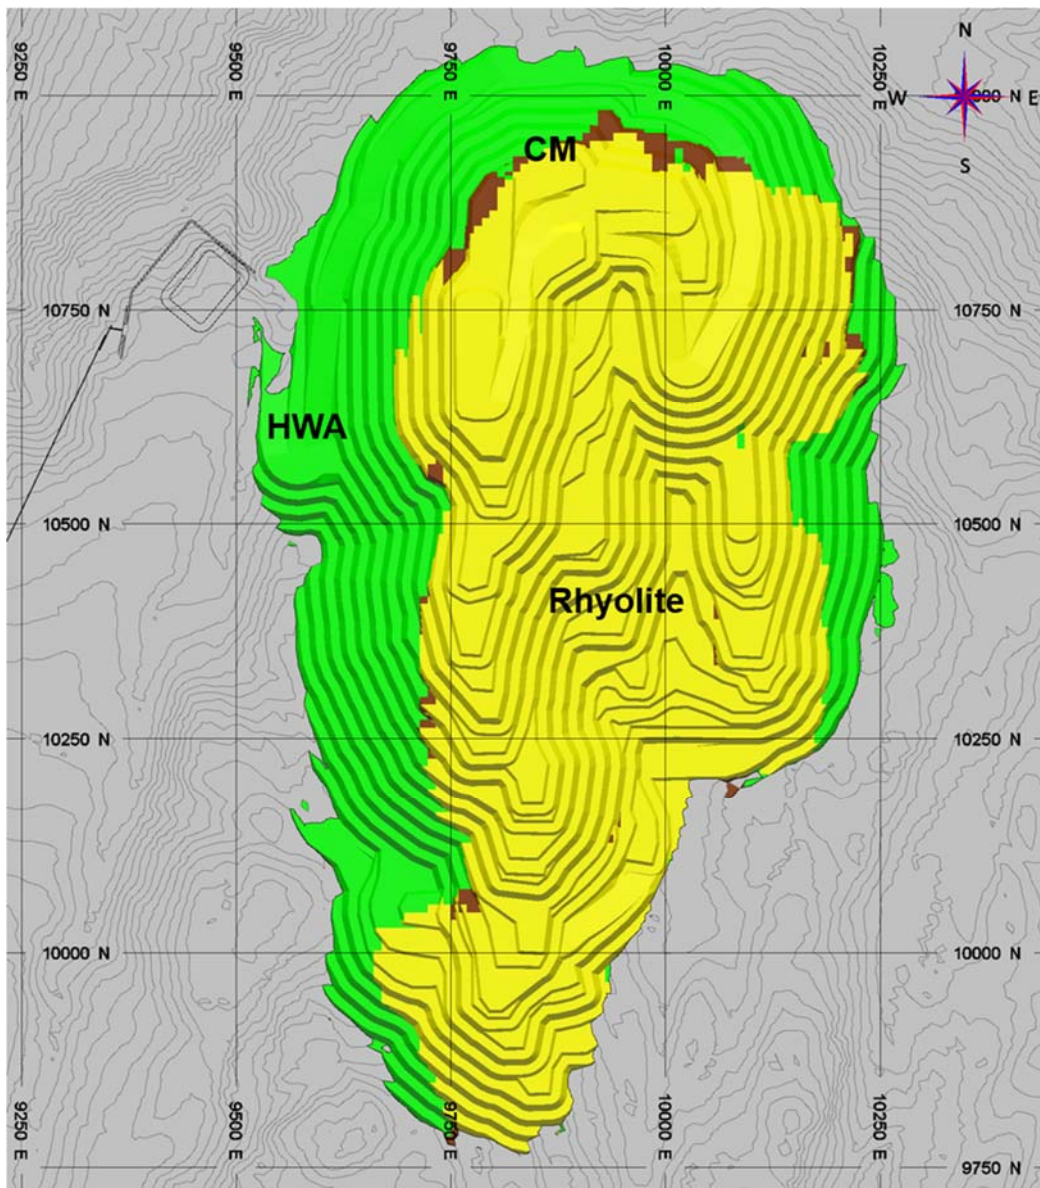 9250 E
9500 E
9750 E
10000 E
10250 E
N
W
E
S
N
CM
10750 N
10750 N
HWA
10500 N
10500 N
Rhyolite
10250 N
10250 N
10000 N
10000 N
9250 E
9500 E
9750 E
10000 E
10250 E
9750 N